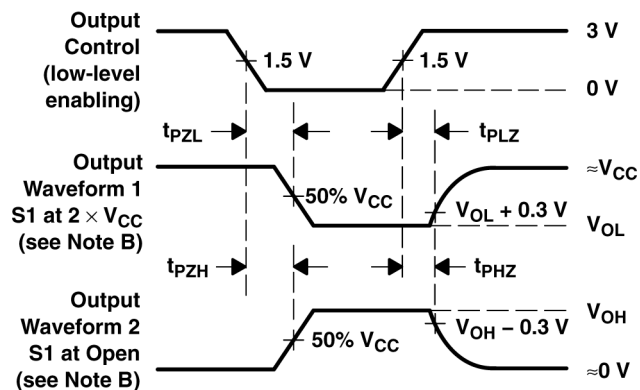 Output
Control
(low-level
enabling)
1.5 V
1.5 V
3 V
0 V
tPZL
tPLZ
Output
Waveform 1
S1 at 2 × VCC
(see Note B)
50% VCC
VOL + 0.3 V
≈VCC
VOL
tPZH
tPHZ
Output
Waveform 2
S1 at Open
(see Note B)
50% VCC
VOH − 0.3 V
VOH
≈0 V